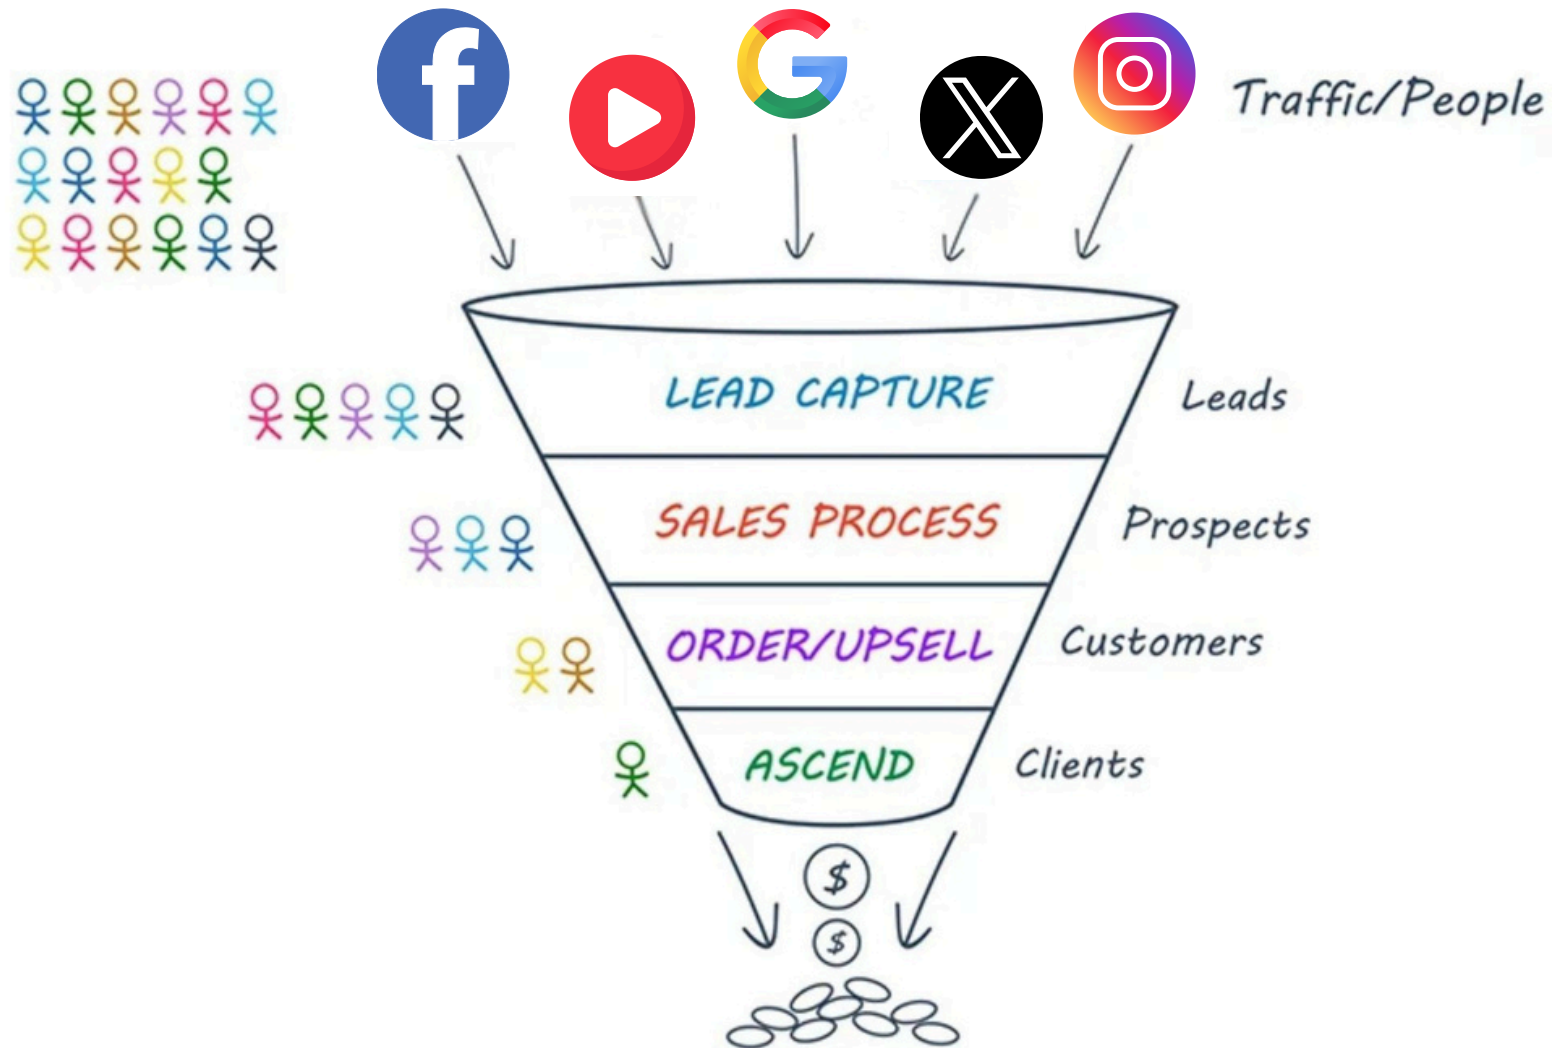 Traffic/People
LEAD CAPTURE
Leads
SALES PROCESS
Prospects
ORDER/UPSELL
Customers
ASCEND
Clients
$
$